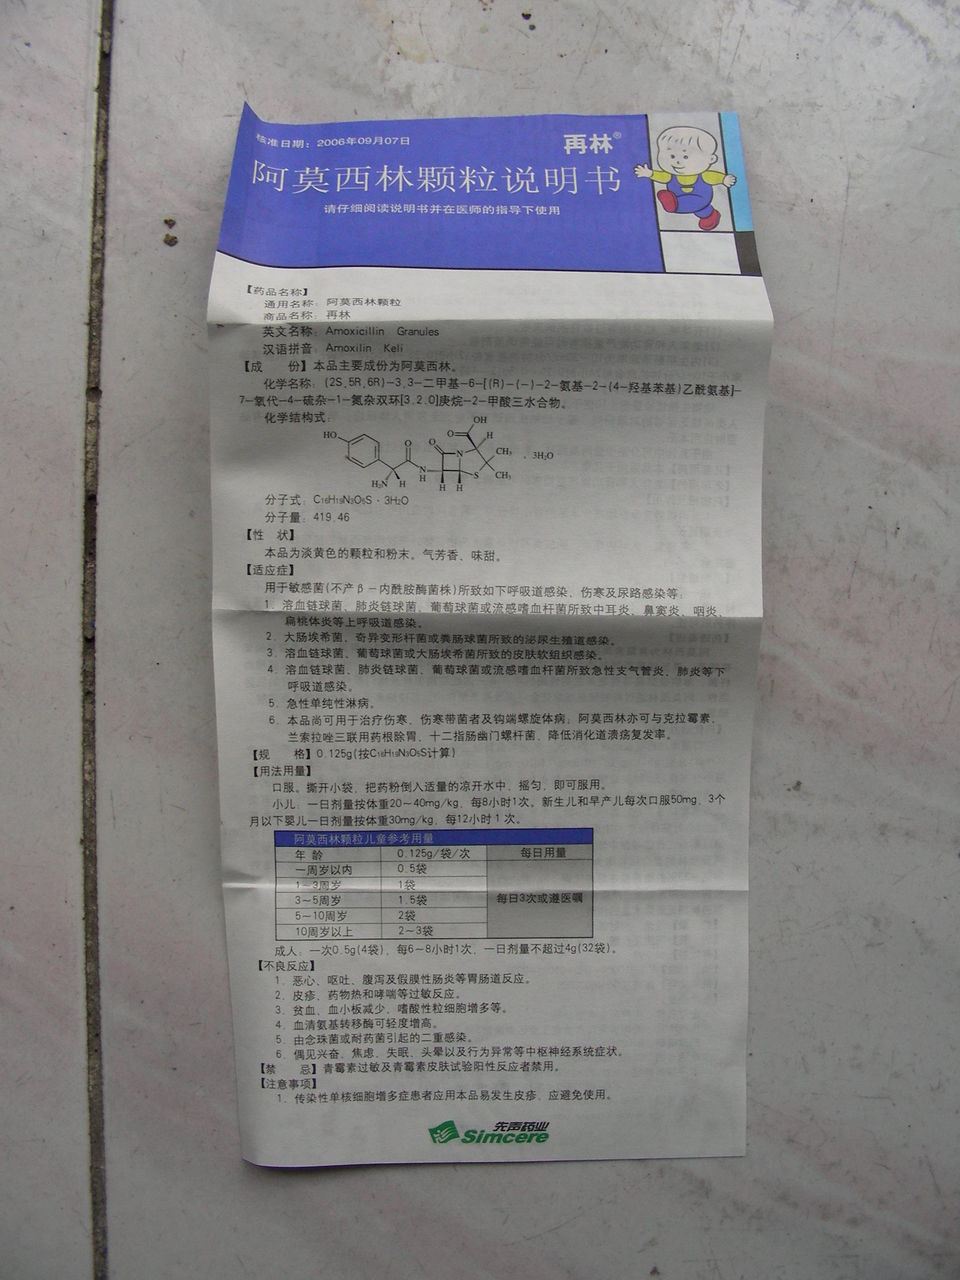 核准日期：2006年09月07日
再林®
阿莫西林颗粒说明书
请仔细阅读说明书并在医师的指导下使用
【药品名称】
通用名称：阿莫西林颗粒
商品名称：再林
英文名称：Amoxicillin Granules
汉语拼音：Amoxilin Keli
【成 份】本品主要成份为阿莫西林。
化学名称：(2S,5R,6R)-3,3-二甲基-6-[(R)-(-)-2-氨基-2-(4-羟基苯基)乙酰氨基]-
7-氧代-4-硫杂-1-氮杂双环[3.2.0]庚烷-2-甲酸三水合物。
化学结构式：
HO H₂N H O N H O N H H S O OH H CH₃ CH₃ . 3H₂O
分子式：C₁₆H₁₉N₃O₅S·3H₂O
分子量：419.46
【性 状】
本品为淡黄色的颗粒和粉末。气芳香、味甜。
【适应症】
用于敏感菌(不产β-内酰胺酶菌株)所致如下呼吸道感染、伤寒及尿路感染等：
1. 溶血链球菌、肺炎链球菌、葡萄球菌或流感嗜血杆菌所致中耳炎、鼻窦炎、咽炎、
扁桃体炎等上呼吸道感染。
2. 大肠埃希菌、奇异变形杆菌或粪肠球菌所致的泌尿生殖道感染。
3. 溶血链球菌、葡萄球菌或大肠埃希菌所致的皮肤软组织感染。
4. 溶血链球菌、肺炎链球菌、葡萄球菌或流感嗜血杆菌所致急性支气管炎、肺炎等下
呼吸道感染。
5. 急性单纯性淋病。
6. 本品尚可用于治疗伤寒、伤寒带菌者及钩端螺旋体病；阿莫西林亦可与克拉霉素、
兰索拉唑三联用药根除胃、十二指肠幽门螺杆菌，降低消化道溃疡复发率。
【规 格】0.125g(按C₁₆H₁₉N₃O₅S计算)
【用法用量】
口服。撕开小袋，把药粉倒入适量的凉开水中，摇匀，即可服用。
小儿：一日剂量按体重20~40mg/kg，每8小时1次。新生儿和早产儿每次口服50mg，3个
月以下婴儿一日剂量按体重30mg/kg，每12小时1次。
阿莫西林颗粒儿童参考用量
年 龄 0.125g/袋/次 每日用量
一周岁以内 0.5袋
1~3周岁 1袋
3~5周岁 1.5袋 每日3次或遵医嘱
5~10周岁 2袋
10周岁以上 2~3袋
成人：一次0.5g(4袋)，每6~8小时1次，一日剂量不超过4g(32袋)。
【不良反应】
1. 恶心、呕吐、腹泻及假膜性肠炎等胃肠道反应。
2. 皮疹、药物热和哮喘等过敏反应。
3. 贫血、血小板减少、嗜酸性粒细胞增多等。
4. 血清氨基转移酶可轻度增高。
5. 由念珠菌或耐药菌引起的二重感染。
6. 偶见兴奋、焦虑、失眠、头晕以及行为异常等中枢神经系统症状。
【禁 忌】青霉素过敏及青霉素皮肤试验阳性反应者禁用。
【注意事项】
1. 传染性单核细胞增多症患者应用本品易发生皮疹，应避免使用。
先声药业
Simcere